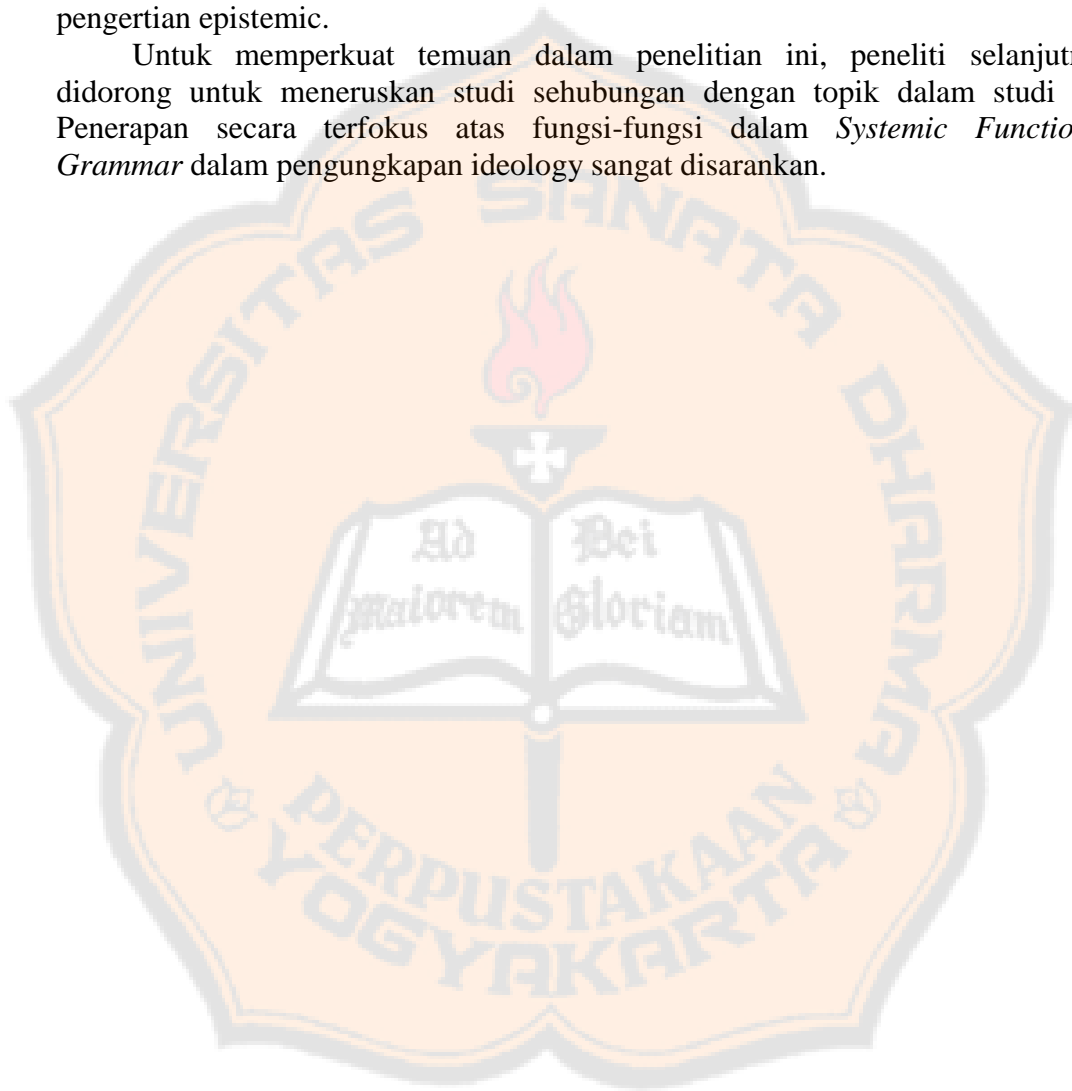 pengertian epistemic.
Untuk memperkuat temuan dalam penelitian ini, peneliti
didorong untuk meneruskan studi sehubungan dengan topik dalam studi
Penerapan secara terfokus atas fungsi-fungsi dalam Systemic
Grammar dalam pengungkapan ideology sangat disarankan.
UNIVERSITAS SANATA DHARMA
Ad Dei
Maiorem Gloriam
PERPUSTAKAAN
YOGYAKARTA